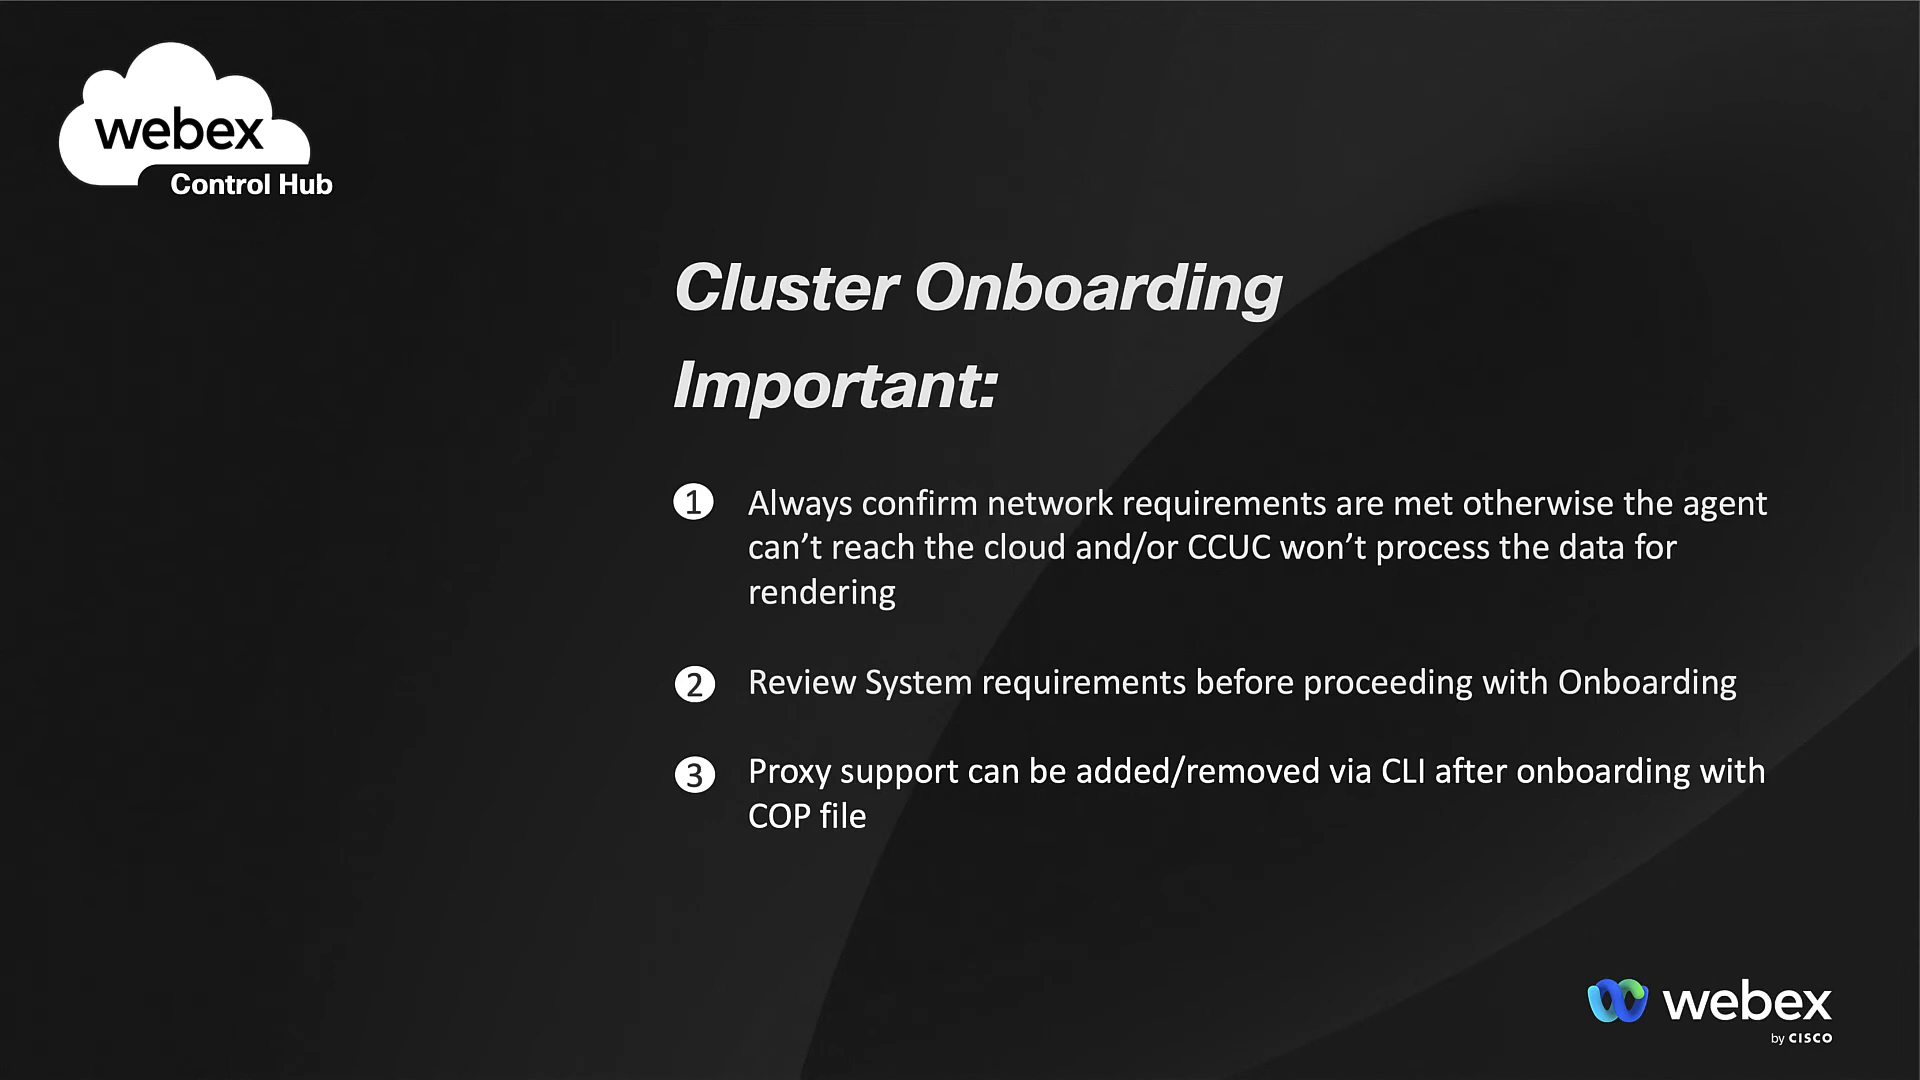 webex
Control Hub
Cluster Onboarding
Important:
1 Always confirm network requirements are met otherwise the agent
can’t reach the cloud and/or CCUC won’t process the data for
rendering
2 Review System requirements before proceeding with Onboarding
3 Proxy support can be added/removed via CLI after onboarding with
COP file
webex
by CISCO